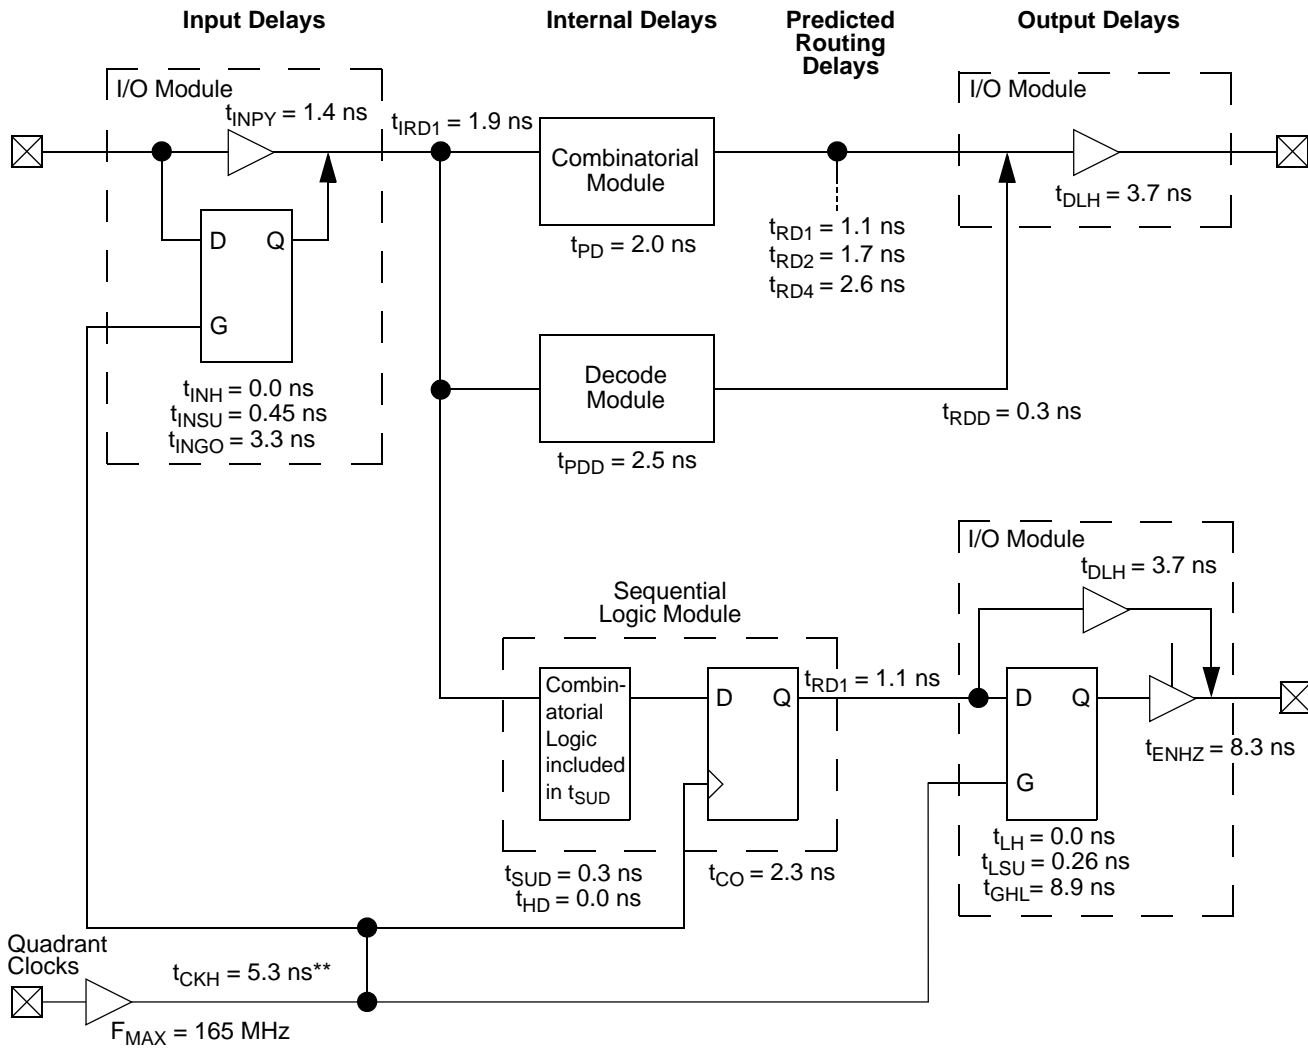 Input Delays
Internal Delays
Predicted
Routing
Delays
Output Delays
I/O Module
tINPY = 1.4 ns
tIRD1 = 1.9 ns
D Q
G
tINH = 0.0 ns
tINSU = 0.45 ns
tINGO = 3.3 ns
Combinatorial
Module
tPD = 2.0 ns
tRD1 = 1.1 ns
tRD2 = 1.7 ns
tRD4 = 2.6 ns
I/O Module
tDLH = 3.7 ns
Decode
Module
tPDD = 2.5 ns
tRDD = 0.3 ns
Sequential
Logic Module
Combin-
atorial
Logic
included
in tSUD
D Q
tSUD = 0.3 ns
tHD = 0.0 ns
tCO = 2.3 ns
tRD1 = 1.1 ns
I/O Module
tDLH = 3.7 ns
D Q
G
tENHZ = 8.3 ns
tLH = 0.0 ns
tLSU = 0.26 ns
tGHL= 8.9 ns
Quadrant
Clocks
tCKH = 5.3 ns**
FMAX = 165 MHz